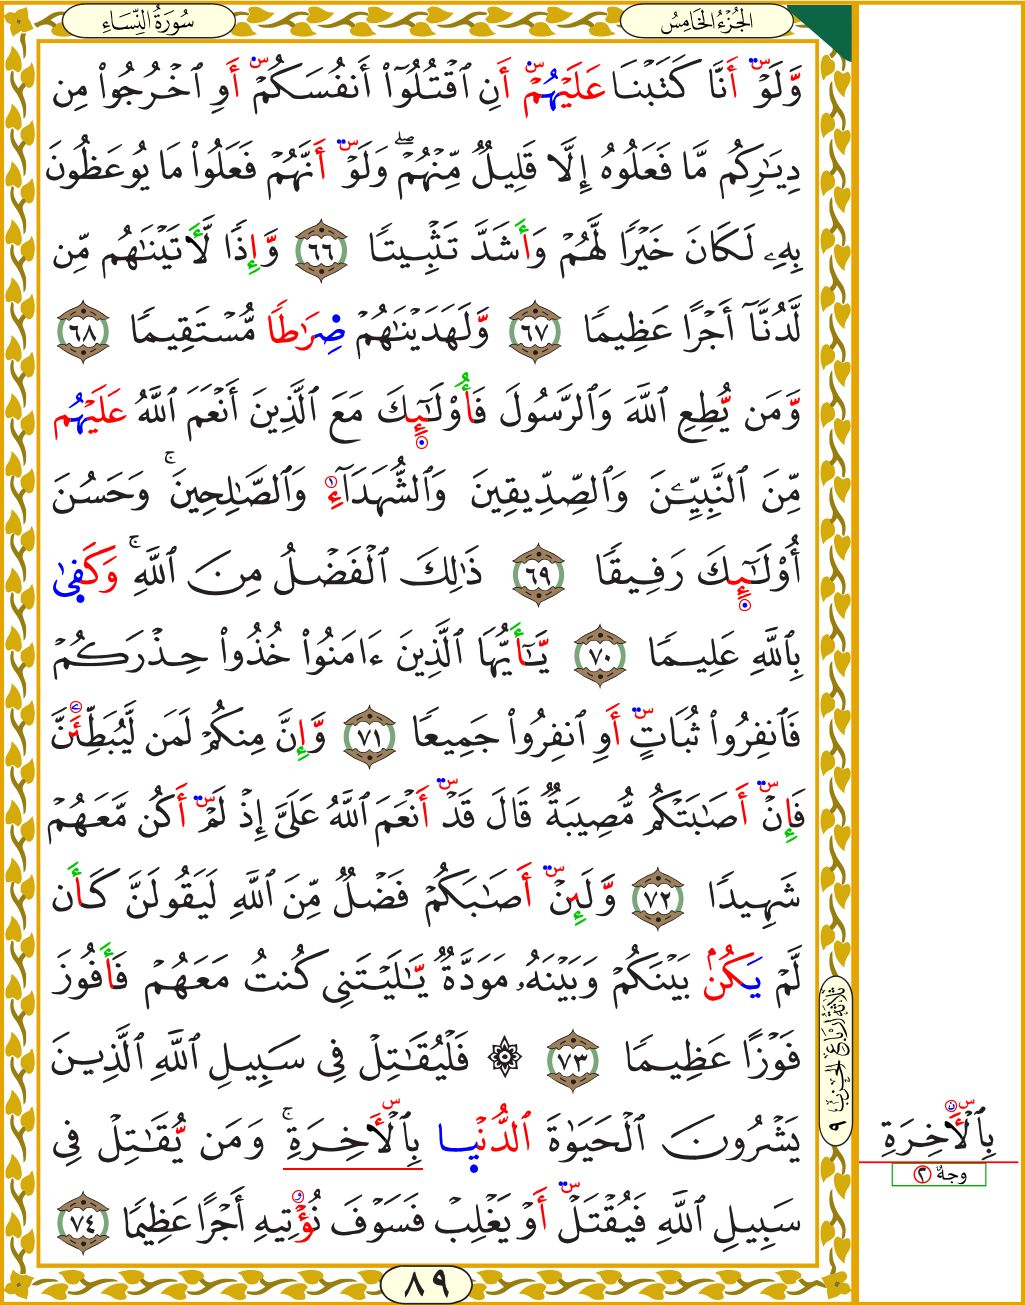 سُورَةُ النِّسَاءِ
الجُزْءُ الخَامِسُ
وَّلَوْ أَنَّا كَتَبْنَا عَلَيْهُمْ أَنِ ٱقْتُلُوٓا۟ أَنفُسَكُمْ أَوِ ٱخْرُجُوا۟ مِن
دِيَـٰرِكُم مَّا فَعَلُوهُ إِلَّا قَلِيلٌ مِّنْهُمْ ۖ وَلَوْ أَنَّهُمْ فَعَلُوا۟ مَا يُوعَظُونَ
بِهِۦ لَكَانَ خَيْرًا لَّهُمْ وَأَشَدَّ تَثْبِيتًا ٦٦ وَّإِذًا لَّأَتَيْنَـٰهُم مِّن
لَّدُنَّآ أَجْرًا عَظِيمًا ٦٧ وَّلَهَدَيْنَـٰهُمْ صِرَٰطًا مُّسْتَقِيمًا ٦٨
وَّمَن يُّطِعِ ٱللَّهَ وَٱلرَّسُولَ فَأُو۟لَـٰٓئِكَ مَعَ ٱلَّذِينَ أَنْعَمَ ٱللَّهُ عَلَيْهُم
مِّنَ ٱلنَّبِيِّـۧنَ وَٱلصِّدِّيقِينَ وَٱلشُّهَدَآءِ وَٱلصَّـٰلِحِينَ ۚ وَحَسُنَ
أُو۟لَـٰٓئِكَ رَفِيقًا ٦٩ ذَٰلِكَ ٱلْفَضْلُ مِنَ ٱللَّهِ ۚ وَكَفِىٰ
بِٱللَّهِ عَلِيمًا ٧٠ يَّـٰٓأَيُّهَا ٱلَّذِينَ ءَامَنُوا۟ خُذُوا۟ حِذْرَكُمْ
فَٱنفِرُوا۟ ثُبَاتٍ أَوِ ٱنفِرُوا۟ جَمِيعًا ٧١ وَّإِنَّ مِنكُمْ لَمَن لَّيُبَطِّئَنَّ
فَإِنْ أَصَـٰبَتْكُم مُّصِيبَةٌ قَالَ قَدْ أَنْعَمَ ٱللَّهُ عَلَىَّ إِذْ لَمْ أَكُن مَّعَهُمْ
شَهِيدًا ٧٢ وَّلَئِنْ أَصَـٰبَكُمْ فَضْلٌ مِّنَ ٱللَّهِ لَيَقُولَنَّ كَأَن
لَّمْ يَكُنۢ بَيْنَكُمْ وَبَيْنَهُۥ مَوَدَّةٌ يَّـٰلَيْتَنِى كُنتُ مَعَهُمْ فَأَفُوزَ
فَوْزًا عَظِيمًا ٧٣ ۞ فَلْيُقَـٰتِلْ فِى سَبِيلِ ٱللَّهِ ٱلَّذِينَ
يَشْرُونَ ٱلْحَيَوٰةَ ٱلدُّنْيِا بِٱلْأَخِرَةِ ۚ وَمَن يُّقَـٰتِلْ فِى
سَبِيلِ ٱللَّهِ فَيُقْتَلْ أَوْ يَغْلِبْ فَسَوْفَ نُؤْتِيهِ أَجْرًا عَظِيمًا ٧٤
ثَلَاثَةُ أَرْبَاعِ الحِزْبِ ٩
بِٱلْأَخِرَةِ
وجهٌ ٢
٨٩